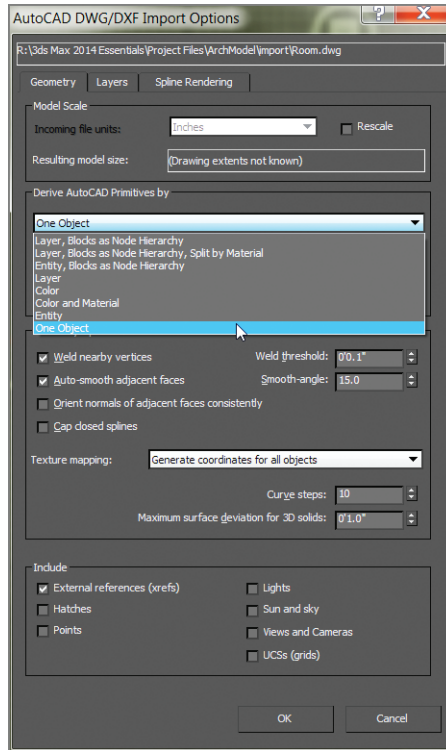 AutoCAD DWG/DXF Import Options
R:\3ds Max 2014 Essentials\Project Files\ArchModel\import\Room.dwg
Geometry Layers Spline Rendering
Model Scale
Incoming file units: Inches Rescale
Resulting model size: (Drawing extents not known)
Derive AutoCAD Primitives by
One Object
Layer, Blocks as Node Hierarchy
Layer, Blocks as Node Hierarchy, Split by Material
Entity, Blocks as Node Hierarchy
Layer
Color
Color and Material
Entity
One Object
Weld nearby vertices Weld threshold: 0'0.1"
Auto-smooth adjacent faces Smooth-angle: 15.0
Orient normals of adjacent faces consistently
Cap closed splines
Texture mapping: Generate coordinates for all objects
Curve steps: 10
Maximum surface deviation for 3D solids: 0'1.0"
Include
External references (xrefs) Lights
Hatches Sun and sky
Points Views and Cameras
UCSs (grids)
OK Cancel